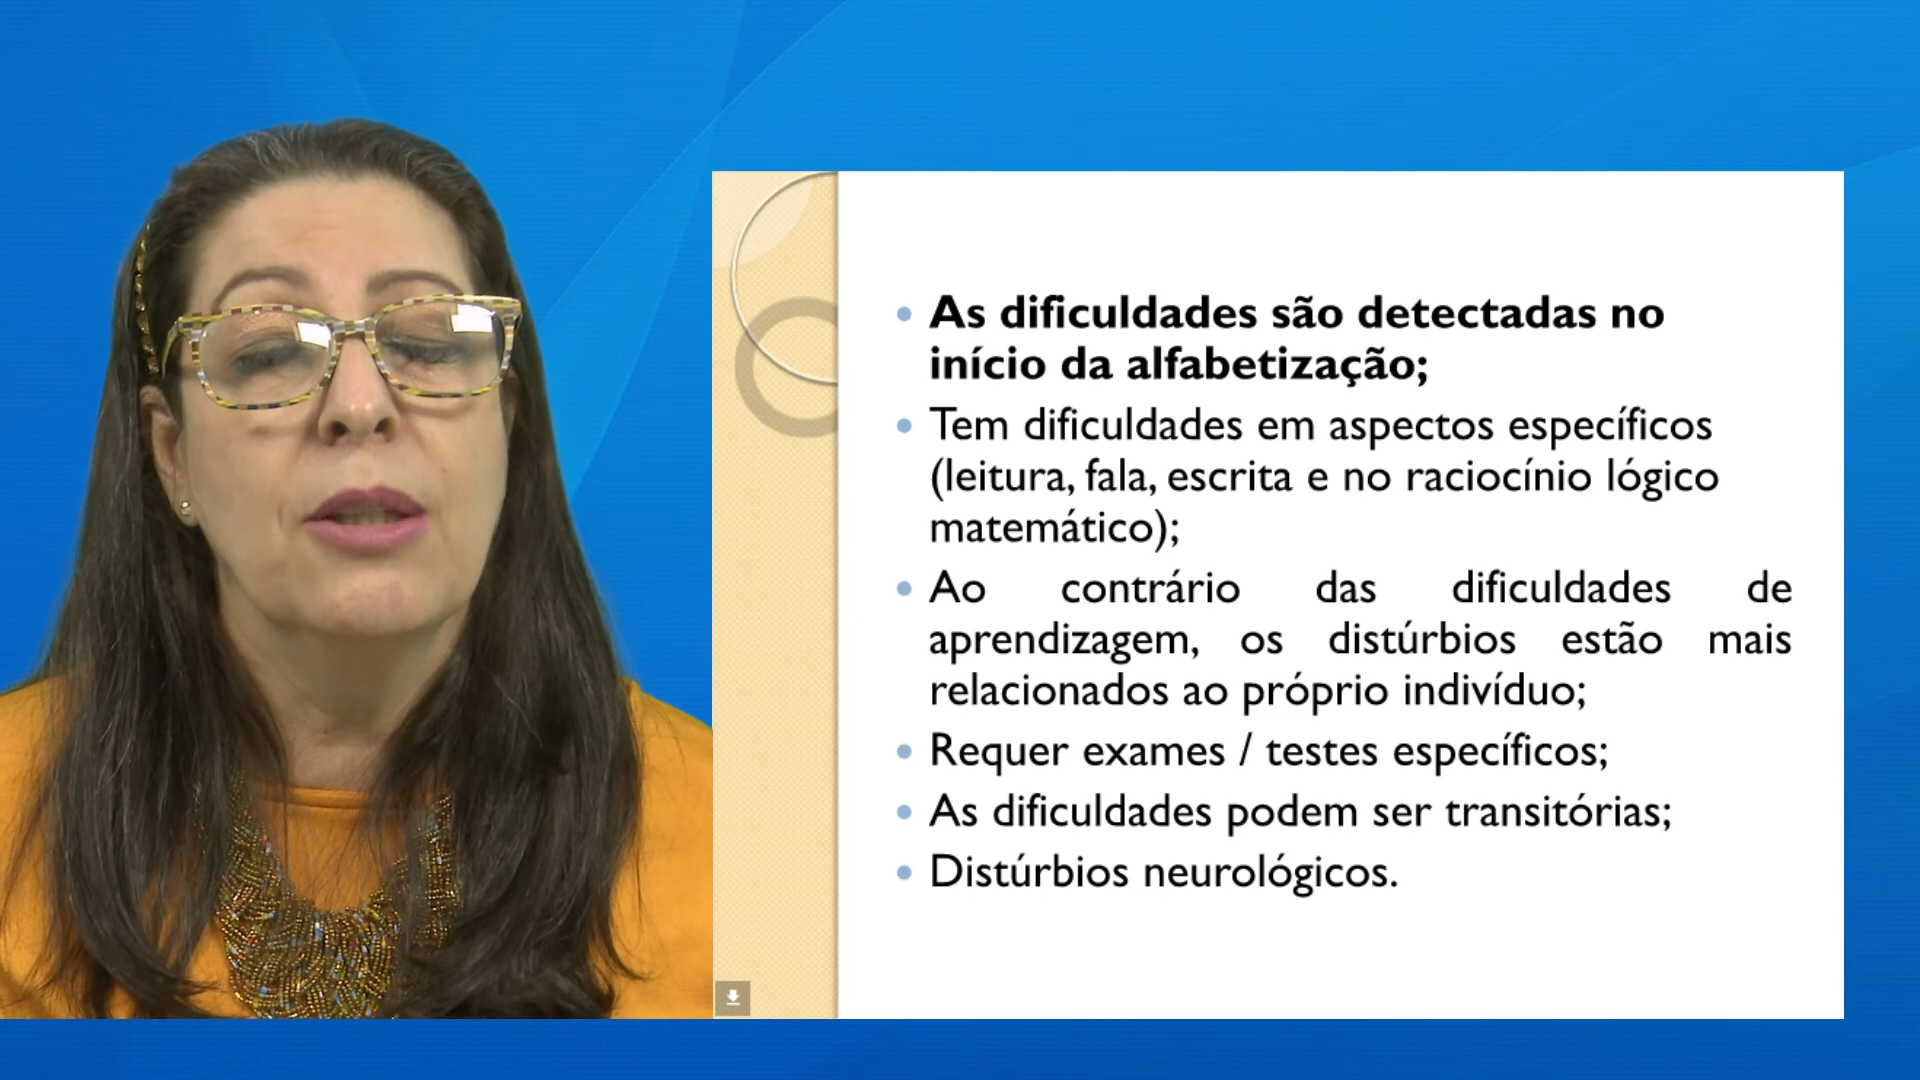 • As dificuldades são detectadas no
início da alfabetização;
• Tem dificuldades em aspectos específicos
(leitura, fala, escrita e no raciocínio lógico
matemático);
• Ao contrário das dificuldades de
aprendizagem, os distúrbios estão mais
relacionados ao próprio indivíduo;
• Requer exames / testes específicos;
• As dificuldades podem ser transitórias;
• Distúrbios neurológicos.